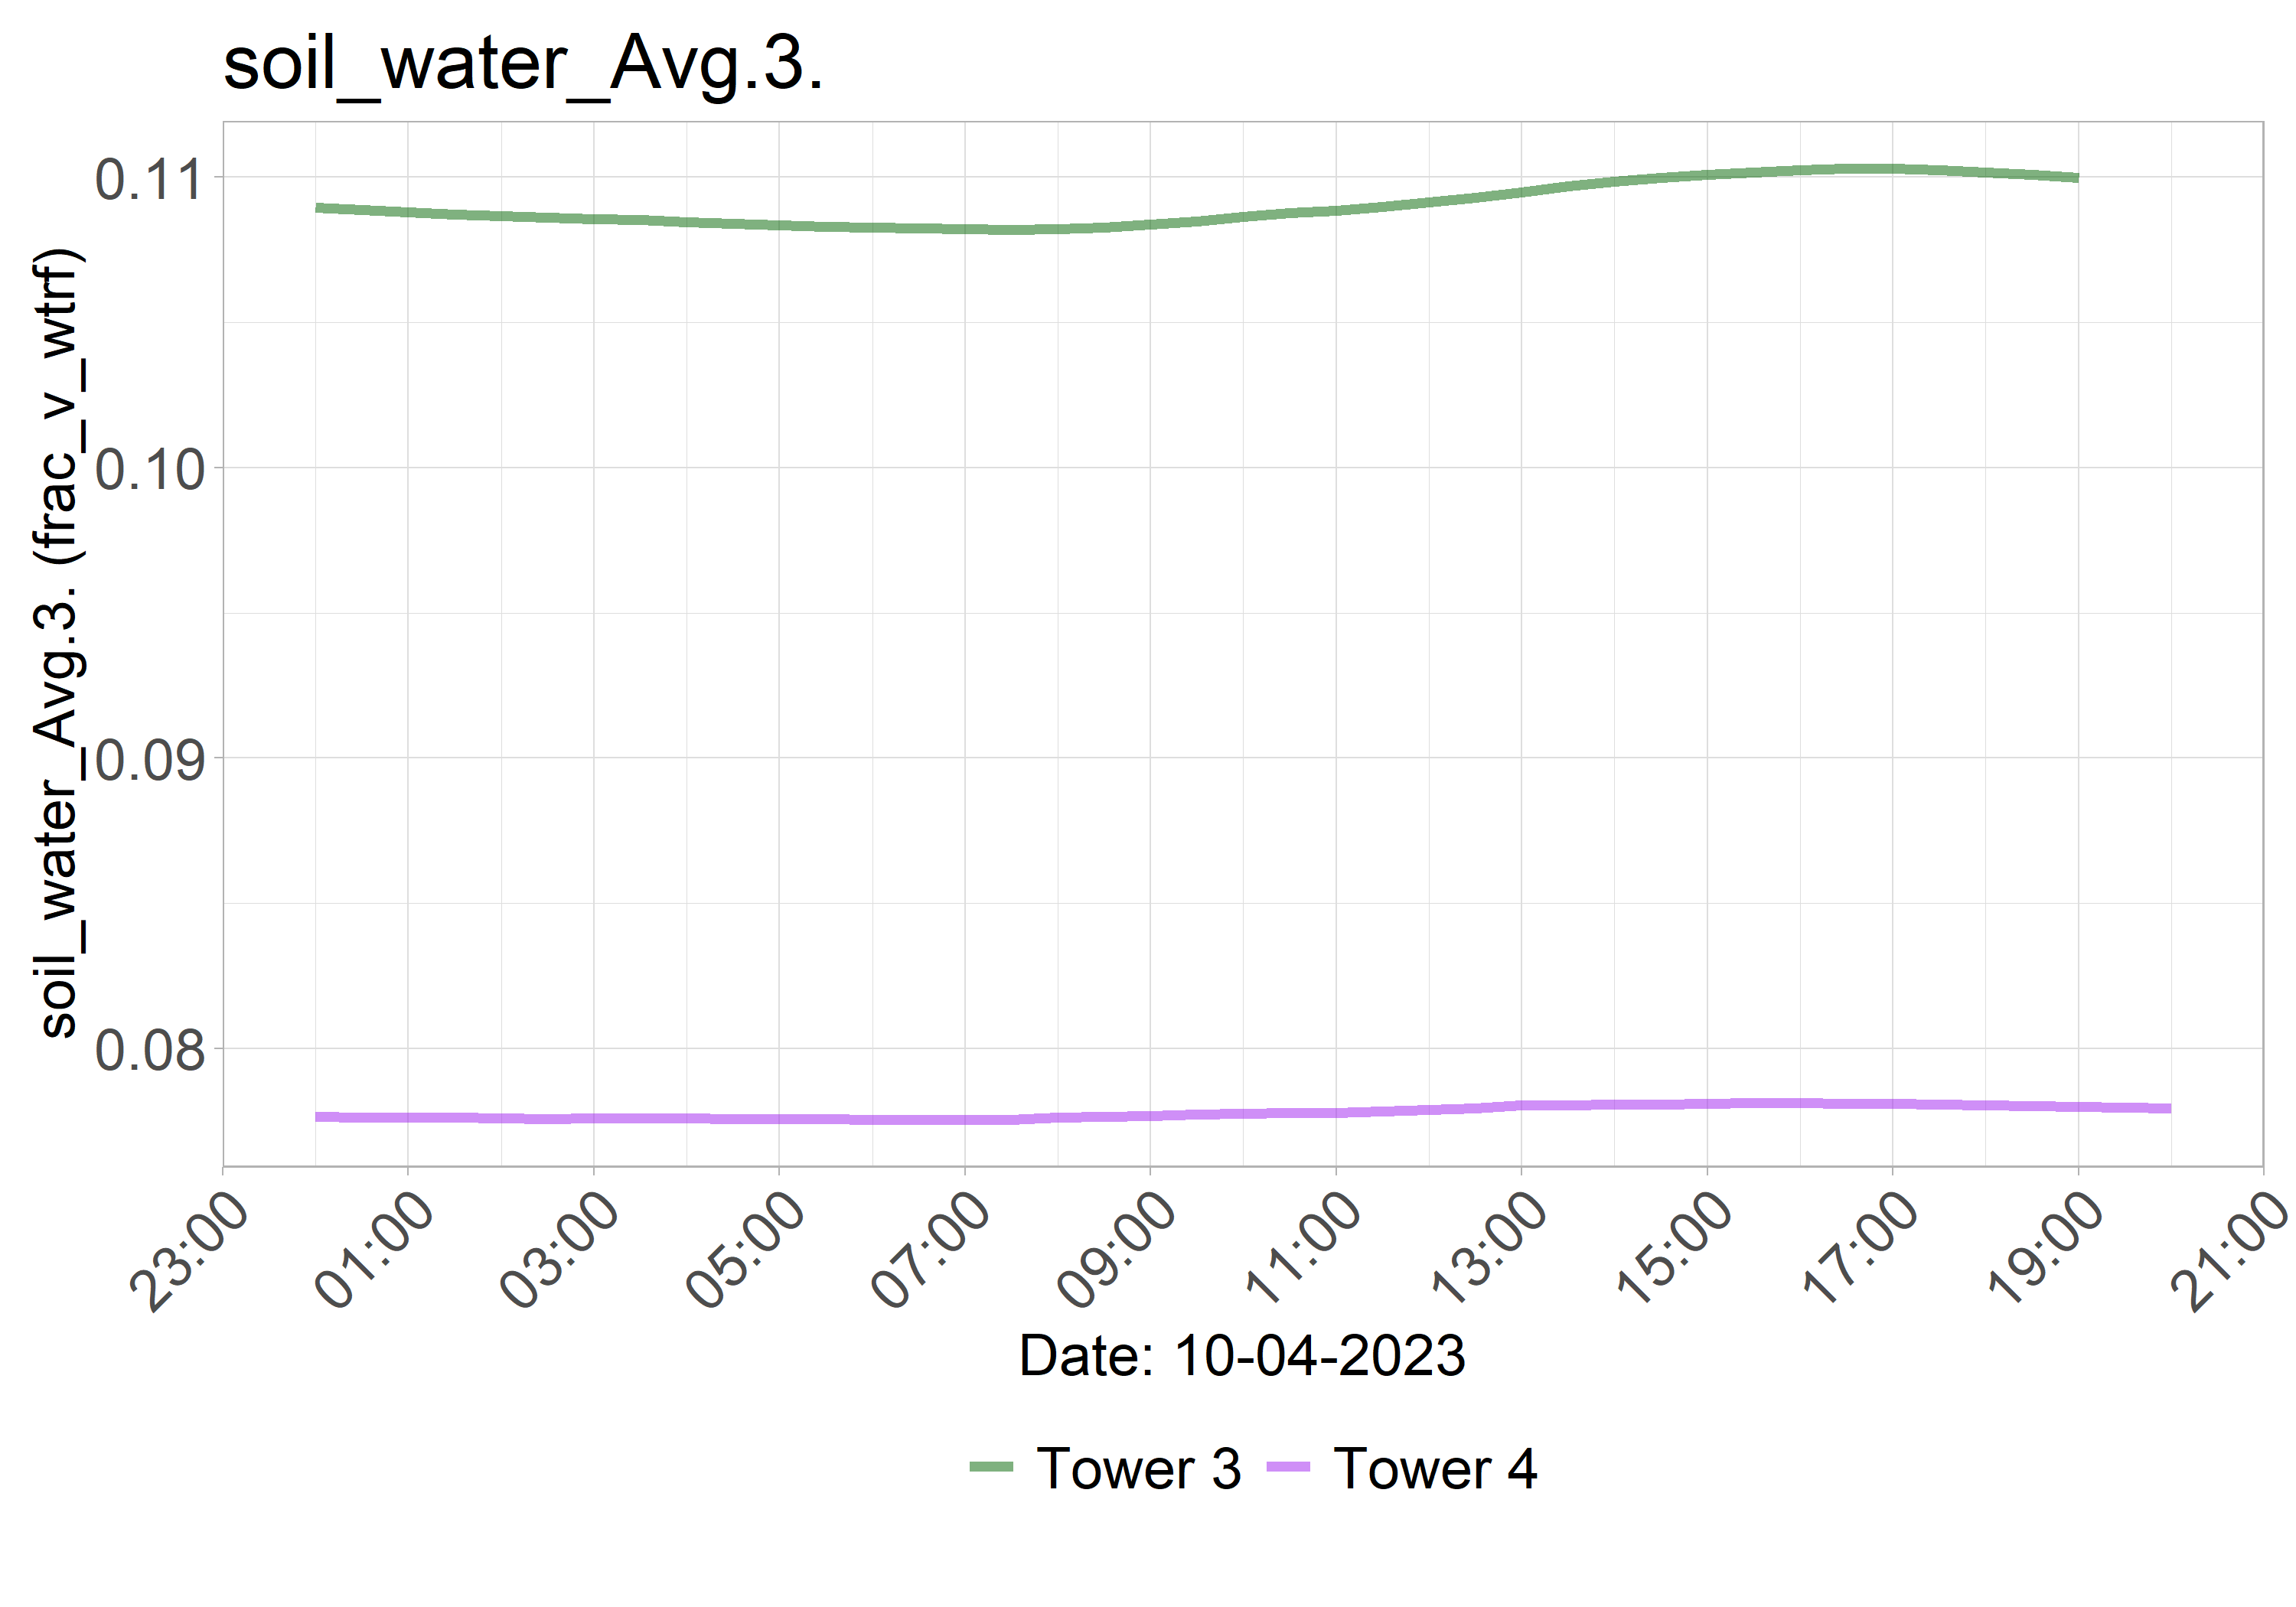 soil_water_Avg.3.
soil_water_Avg.3. (frac_v_wtrf)
0.11
0.10
0.09
0.08
23:00 01:00 03:00 05:00 07:00 09:00 11:00 13:00 15:00 17:00 19:00 21:00
Date: 10-04-2023
Tower 3 Tower 4